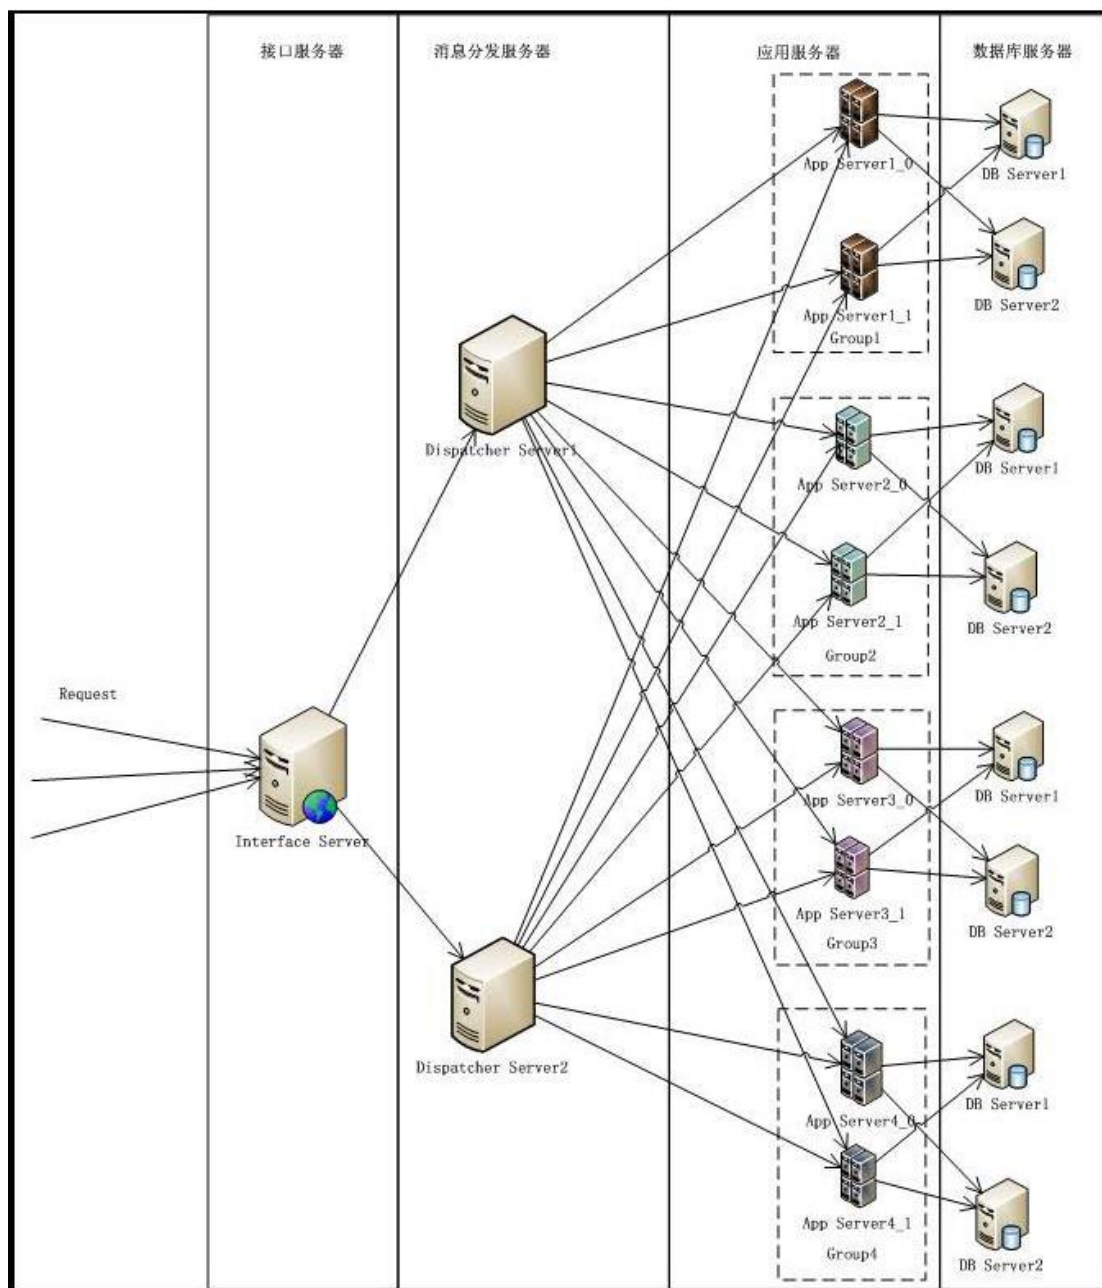 接口服务器
消息分发服务器
应用服务器
数据库服务器
App Server1_0
DB Server1
App Server1_1
Group1
DB Server2
Dispatcher Server1
App Server2_0
DB Server1
App Server2_1
Group2
DB Server2
Request
Interface Server
App Server3_0
DB Server1
App Server3_1
Group3
DB Server2
Dispatcher Server2
App Server4_0
DB Server1
App Server4_1
Group4
DB Server2